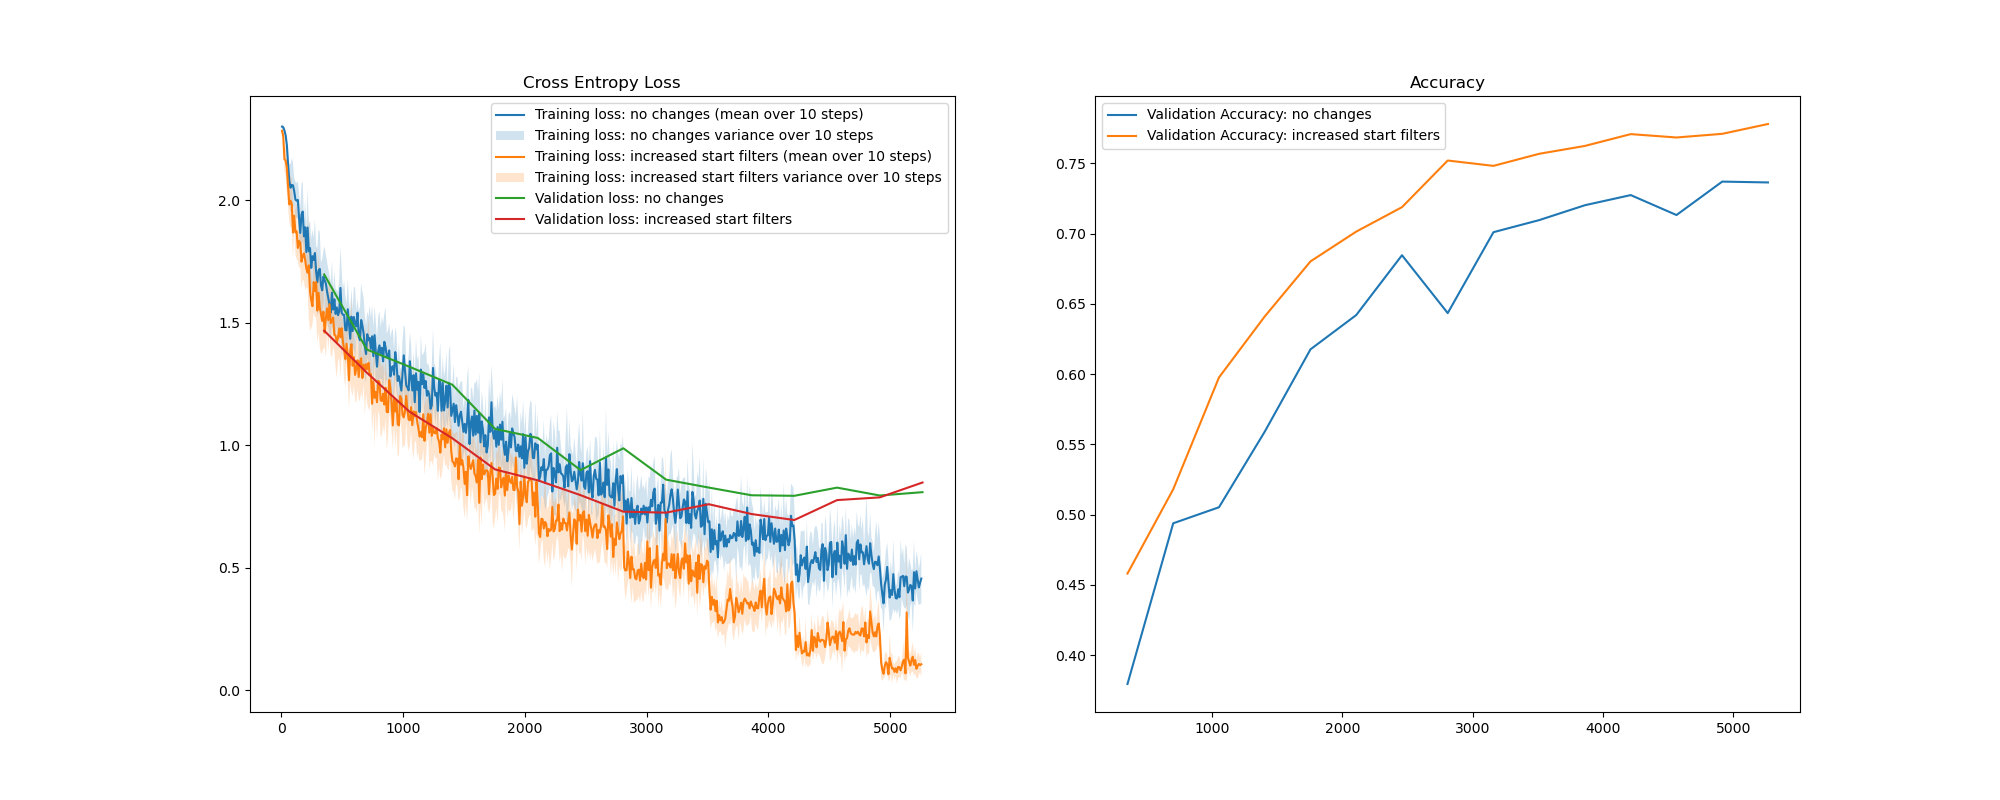 Cross Entropy Loss
Training loss: no changes (mean over 10 steps)
Training loss: no changes variance over 10 steps
Training loss: increased start filters (mean over 10 steps)
Training loss: increased start filters variance over 10 steps
Validation loss: no changes
Validation loss: increased start filters
2.0
1.5
1.0
0.5
0.0
0 1000 2000 3000 4000 5000
Accuracy
Validation Accuracy: no changes
Validation Accuracy: increased start filters
0.75
0.70
0.65
0.60
0.55
0.50
0.45
0.40
1000 2000 3000 4000 5000